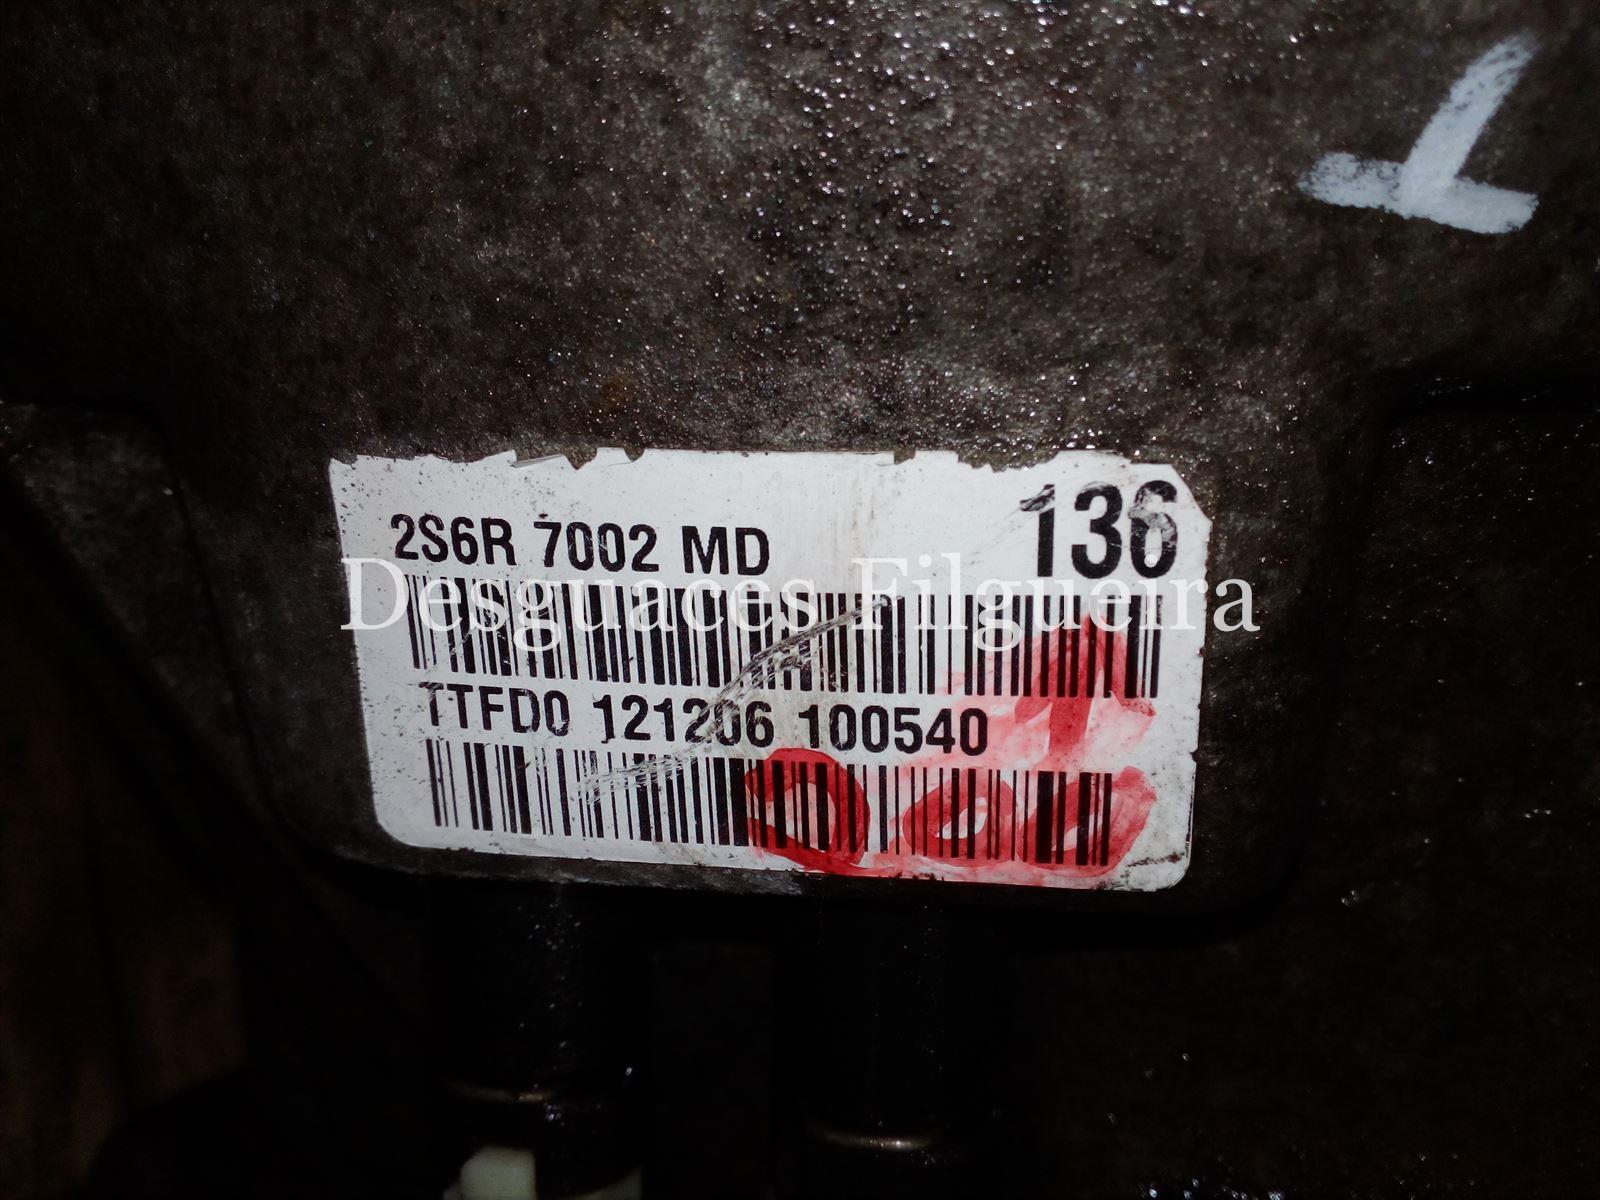 2S6R 7002 MD 136
Desguaces Filgueira
TTFD0 121206 100540